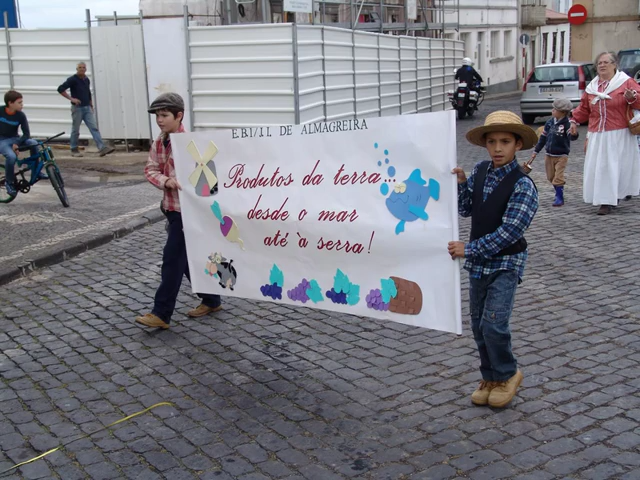 E.B.1/J.I. DE ALMAGREIRA
Produtos da terra...
desde o mar
até à serra!